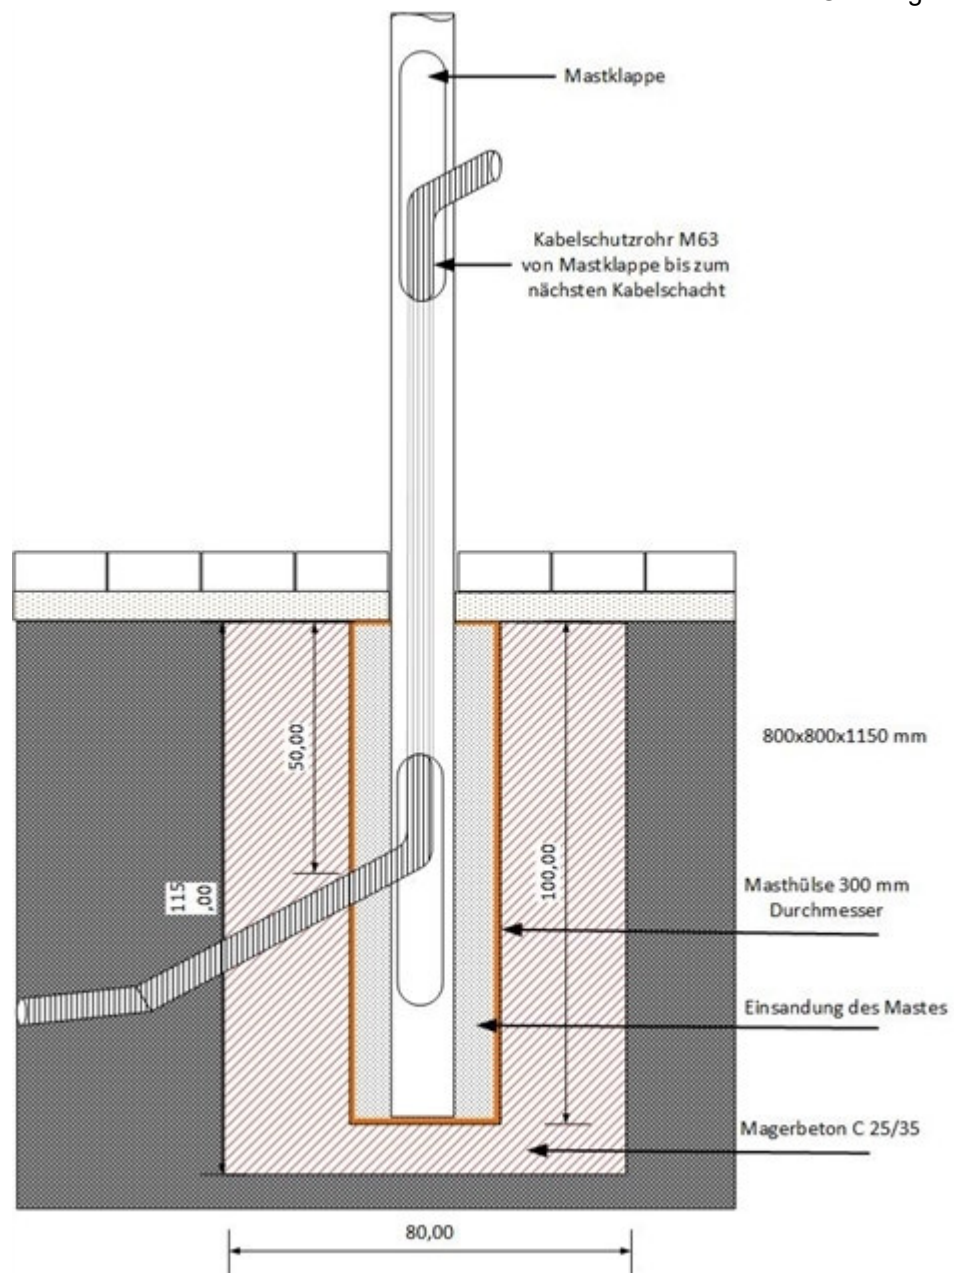 Mastklappe
Kabelschutzrohr M63
von Mastklappe bis zum
nächsten Kabelschacht
50,00
800x800x1150 mm
100,00
115
,00
Masthülse 300 mm
Durchmesser
Einsandung des Mastes
Magerbeton C 25/35
80,00